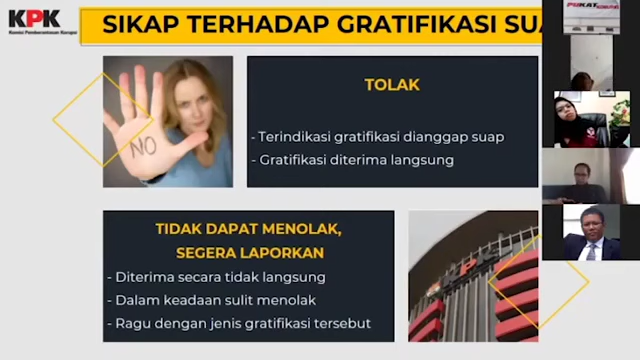 KPK
Komisi Pemberantasan Korupsi
SIKAP TERHADAP GRATIFIKASI SUA
NO
TOLAK
- Terindikasi gratifikasi dianggap suap
- Gratifikasi diterima langsung
TIDAK DAPAT MENOLAK,
SEGERA LAPORKAN
- Diterima secara tidak langsung
- Dalam keadaan sulit menolak
- Ragu dengan jenis gratifikasi tersebut
KPK